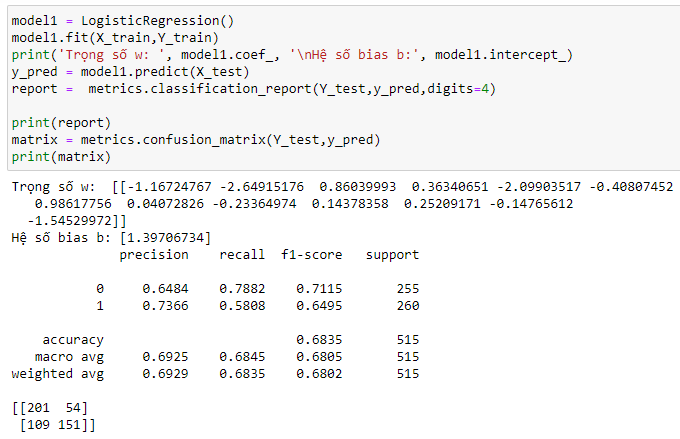 model1 = LogisticRegression()
model1.fit(X_train,Y_train)
print('Trọng số w: ', model1.coef_, '\nHệ số bias b:', model1.intercept_)
y_pred = model1.predict(X_test)
report =  metrics.classification_report(Y_test,y_pred,digits=4)
print(report)
matrix = metrics.confusion_matrix(Y_test,y_pred)
print(matrix)
Trọng số w:  [[-1.16724767 -2.64915176  0.86039993  0.36340651 -2.09903517 -0.40807452
   0.98617756  0.04072826 -0.23364974  0.14378358  0.25209171 -0.14765612
  -1.54529972]]
Hệ số bias b: [1.39706734]
              precision    recall  f1-score   support
           0     0.6484    0.7882    0.7115       255
           1     0.7366    0.5808    0.6495       260
    accuracy                         0.6835       515
   macro avg     0.6925    0.6845    0.6805       515
weighted avg     0.6929    0.6835    0.6802       515
[[201  54]
 [109 151]]